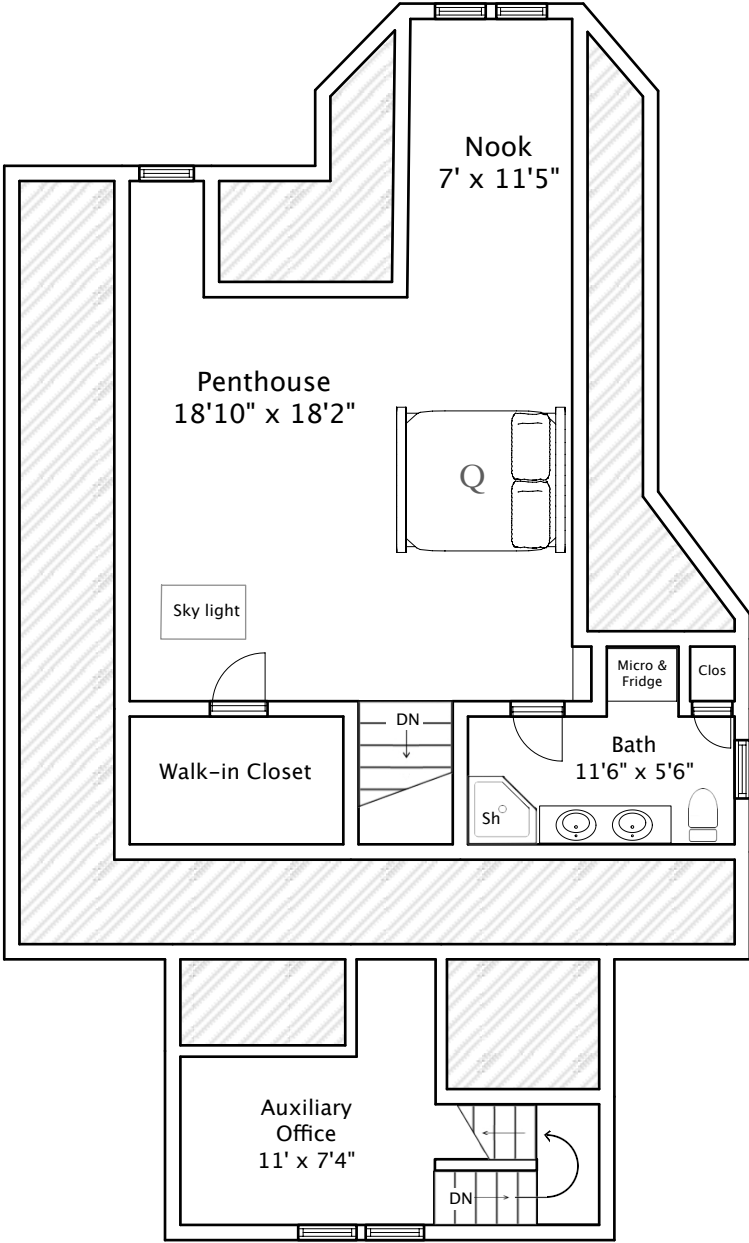 Nook
7' x 11'5"
Penthouse
18'10" x 18'2"
Q
Sky light
Micro &
Fridge
Clos
DN
Bath
11'6" x 5'6"
Walk-in Closet
Sh
Auxiliary
Office
11' x 7'4"
DN